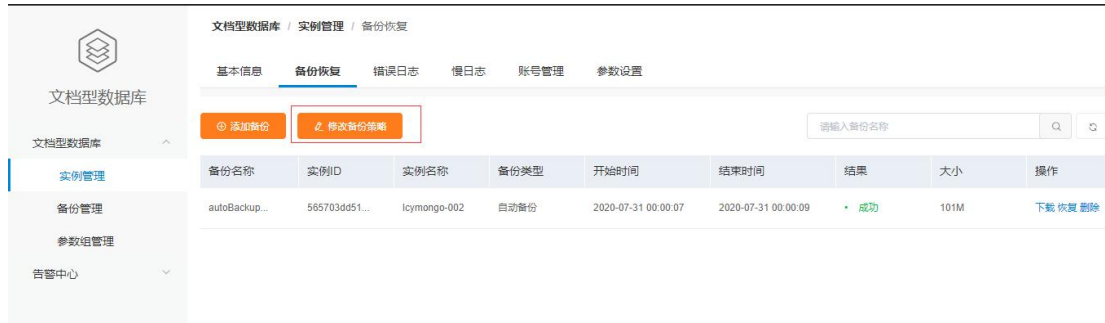 文档型数据库 / 实例管理 / 备份恢复
基本信息 备份恢复 错误日志 慢日志 账号管理 参数设置
文档型数据库
添加备份 修改备份策略 请输入备份名称
文档型数据库
实例管理
备份管理
参数组管理
告警中心
备份名称 实例ID 实例名称 备份类型 开始时间 结束时间 结果 大小 操作
autoBackup... 565703dd51... lcymongo-002 自动备份 2020-07-31 00:00:07 2020-07-31 00:00:09 成功 101M 下载 恢复 删除